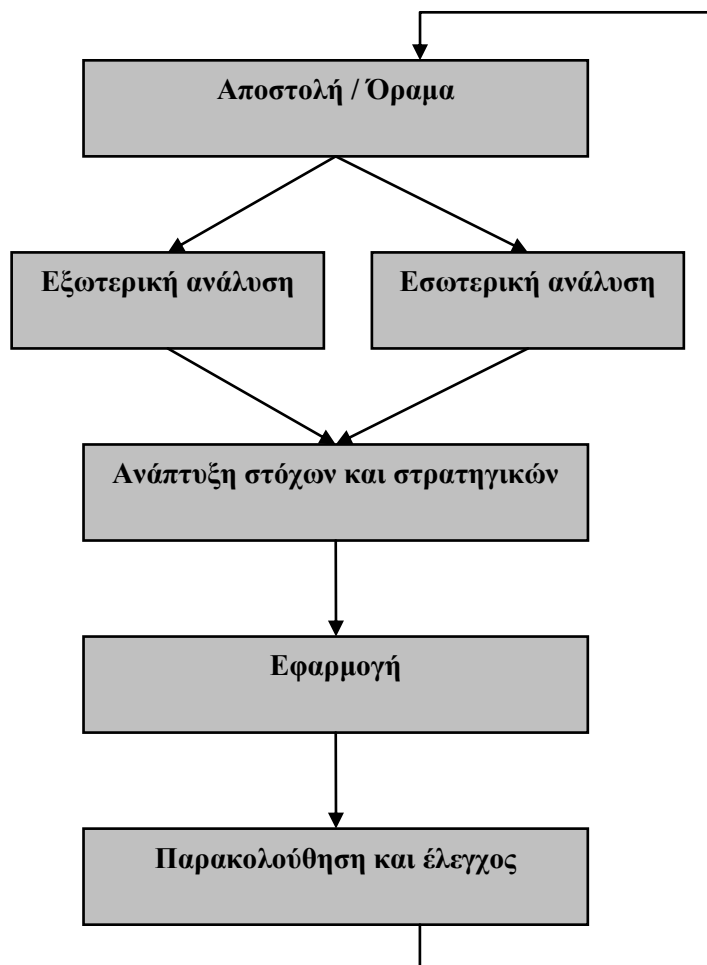 Αποστολή / Όραμα
Εξωτερική ανάλυση
Εσωτερική ανάλυση
Ανάπτυξη στόχων και στρατηγικών
Εφαρμογή
Παρακολούθηση και έλεγχος